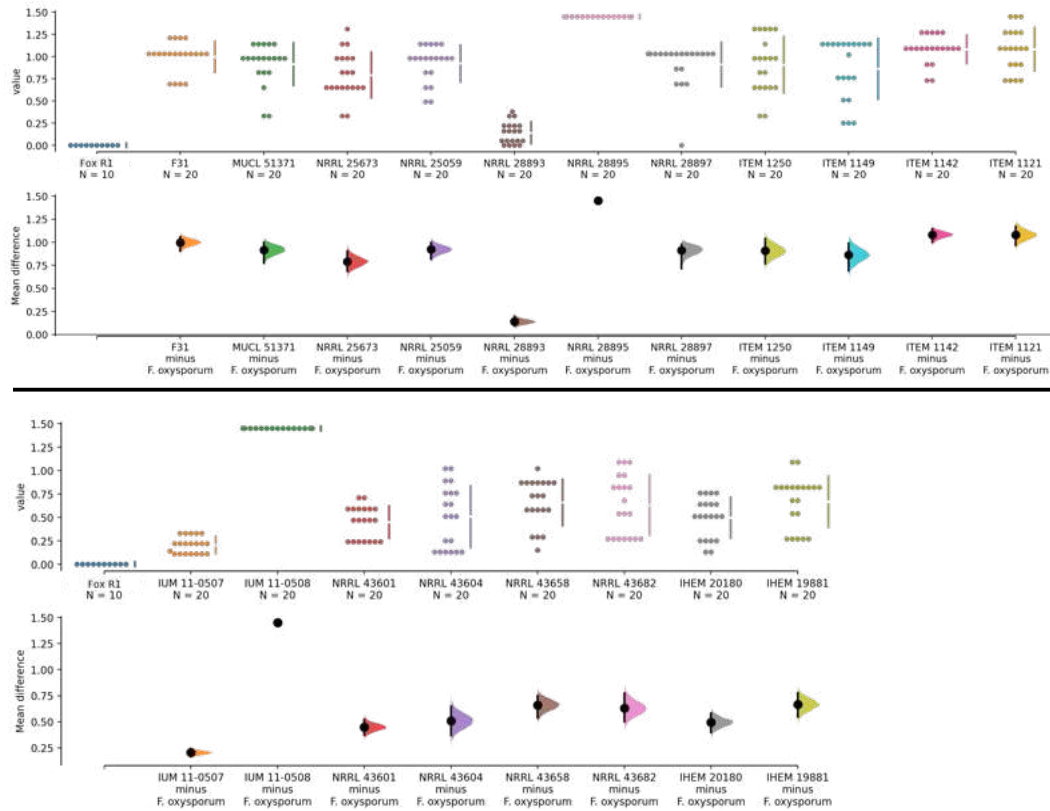 1.50
1.25
1.00
0.75
0.50
0.25
0.00
value
Fox R1 F31 MUCL 51371 NRRL 25673 NRRL 25059 NRRL 28893 NRRL 28895 NRRL 28897 ITEM 1250 ITEM 1149 ITEM 1142 ITEM 1121
N = 10 N = 20 N = 20 N = 20 N = 20 N = 20 N = 20 N = 20 N = 20 N = 20 N = 20 N = 20
1.50
1.25
1.00
0.75
0.50
0.25
0.00
Mean difference
F31 MUCL 51371 NRRL 25673 NRRL 25059 NRRL 28893 NRRL 28895 NRRL 28897 ITEM 1250 ITEM 1149 ITEM 1142 ITEM 1121
minus minus minus minus minus minus minus minus minus minus minus
F. oxysporum F. oxysporum F. oxysporum F. oxysporum F. oxysporum F. oxysporum F. oxysporum F. oxysporum F. oxysporum F. oxysporum F. oxysporum
1.50
1.25
1.00
0.75
0.50
0.25
0.00
value
Fox R1 IUM 11-0507 IUM 11-0508 NRRL 43601 NRRL 43604 NRRL 43658 NRRL 43682 IHEM 20180 IHEM 19881
N = 10 N = 20 N = 20 N = 20 N = 20 N = 20 N = 20 N = 20 N = 20
1.50
1.25
1.00
0.75
0.50
0.25
Mean difference
IUM 11-0507 IUM 11-0508 NRRL 43601 NRRL 43604 NRRL 43658 NRRL 43682 IHEM 20180 IHEM 19881
minus minus minus minus minus minus minus minus
F. oxysporum F. oxysporum F. oxysporum F. oxysporum F. oxysporum F. oxysporum F. oxysporum F. oxysporum